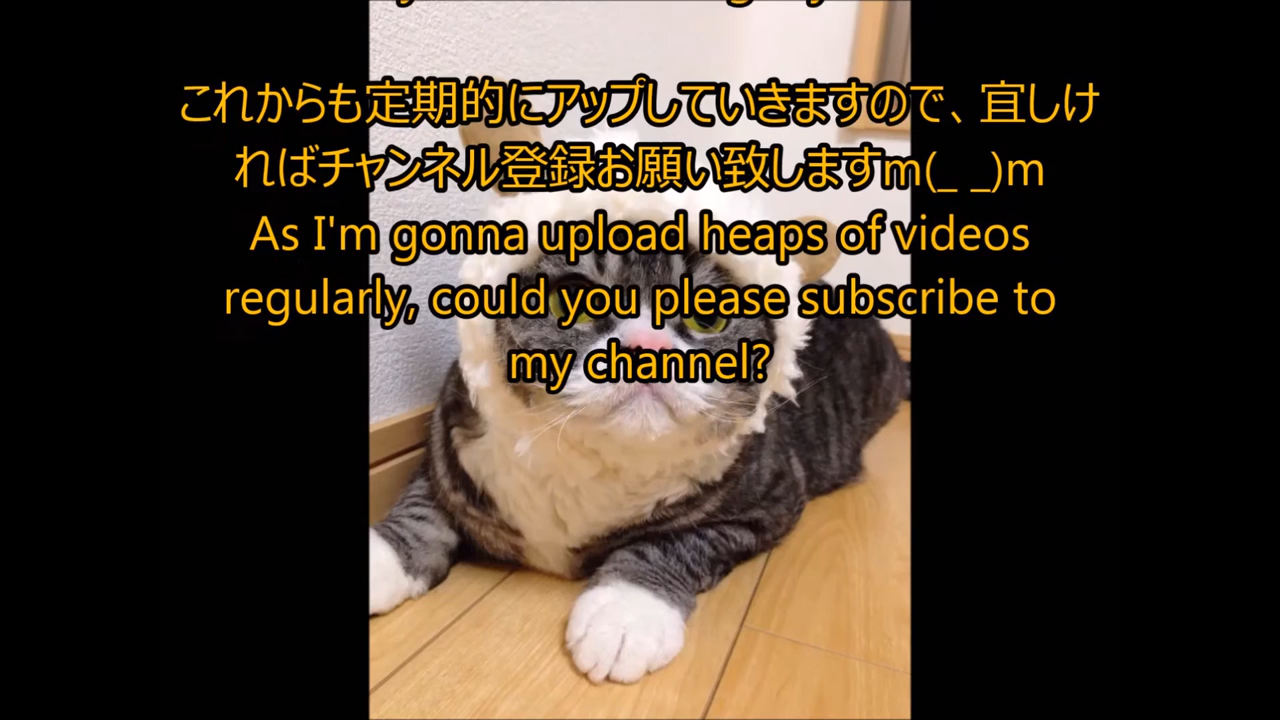 これからも定期的にアップしていきますので、宜しけ
ればチャンネル登録お願い致しますm(_ _)m
As I'm gonna upload heaps of videos
regularly, could you please subscribe to
my channel?